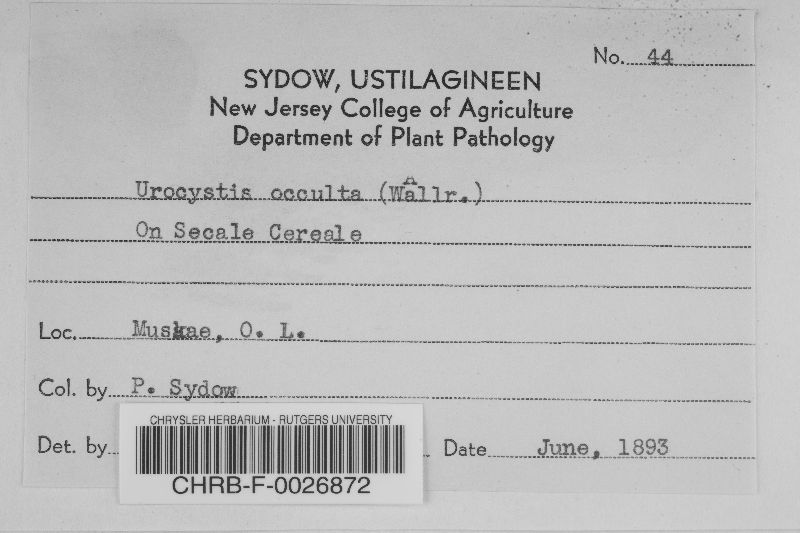 No. 44
SYDOW, USTILAGINEEN
New Jersey College of Agriculture
Department of Plant Pathology
Urocystis occulta (Wallr.)
On Secale Cereale
Loc. Muskae, O. L.
Col. by P. Sydow
CHRYSLER HERBARIUM - RUTGERS UNIVERSITY
Det. by Date June, 1893
CHRB-F-0026872